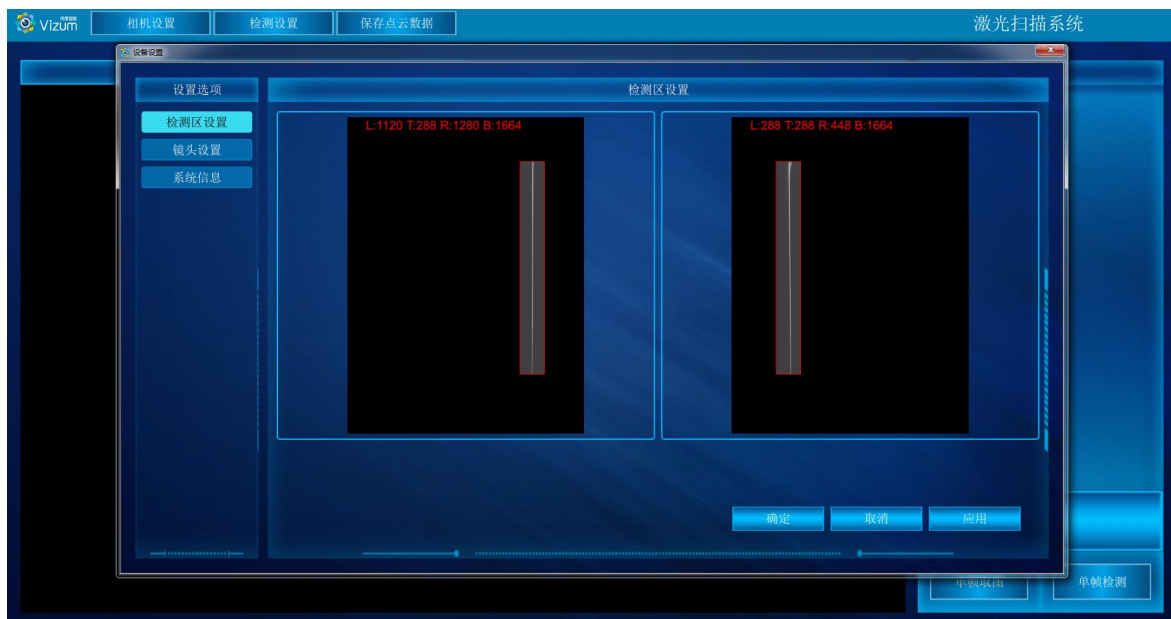 Vizum
相机设置
检测设置
保存点云数据
激光扫描系统
设备设置
设置选项
检测区设置
检测区设置
镜头设置
系统信息
L:1120 T:288 R:1280 B:1664
L:288 T:288 R:448 B:1664
确定
取消
应用
单帧取图
单帧检测